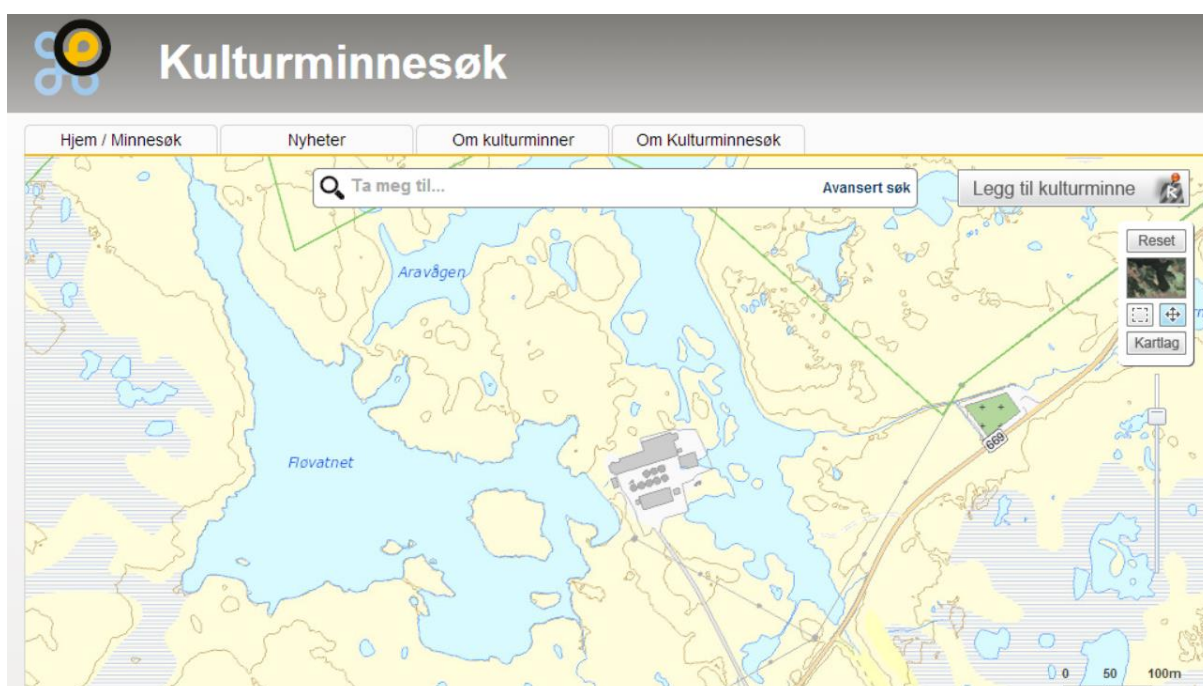 Kulturminnesøk
Hjem / Minnesøk
Nyheter
Om kulturminner
Om Kulturminnesøk
Ta meg til...
Avansert søk
Legg til kulturminne
Reset
Aravågen
Kartlag
669
Fløvatnet
0 50 100m